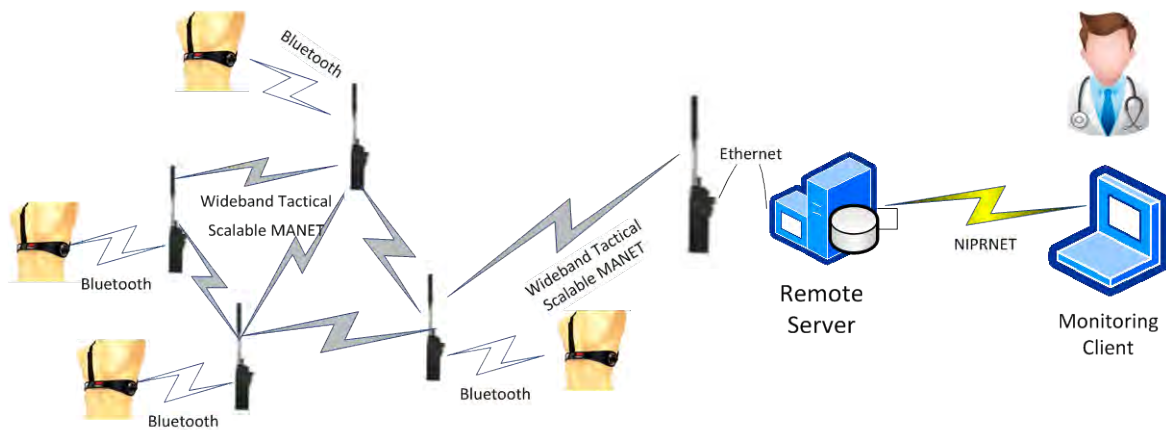 Bluetooth
Wideband Tactical
Scalable MANET
Bluetooth
Bluetooth
Bluetooth
Wideband Tactical
Scalable MANET
Ethernet
Remote
Server
NIPRNET
Monitoring
Client